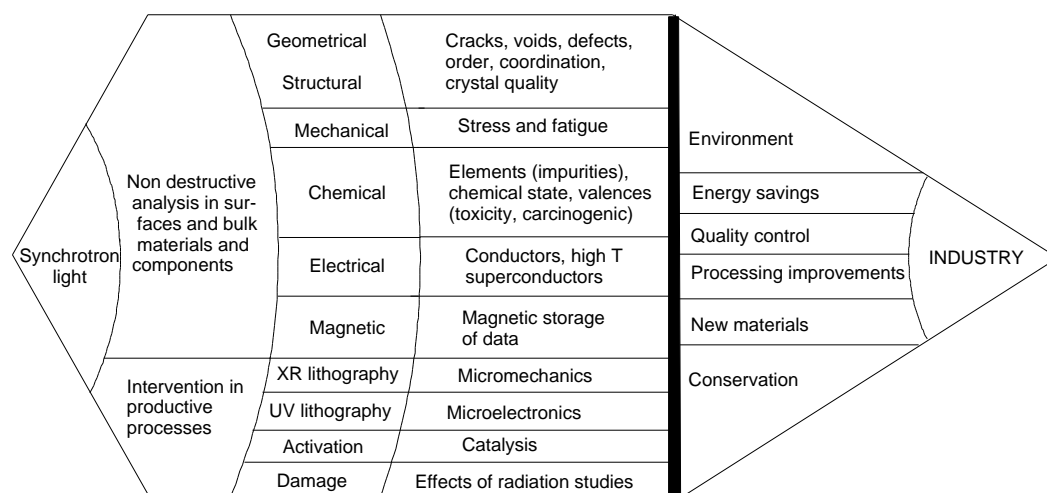 Synchrotron
light
Non destructive
analysis in sur-
faces and bulk
materials and
components
Intervention in
productive
processes
Geometrical
Structural
Cracks, voids, defects,
order, coordination,
crystal quality
Mechanical
Stress and fatigue
Chemical
Elements (impurities),
chemical state, valences
(toxicity, carcinogenic)
Electrical
Conductors, high T
superconductors
Magnetic
Magnetic storage
of data
XR lithography
Micromechanics
UV lithography
Microelectronics
Activation
Catalysis
Damage
Effects of radiation studies
Environment
Energy savings
Quality control
Processing improvements
New materials
Conservation
INDUSTRY